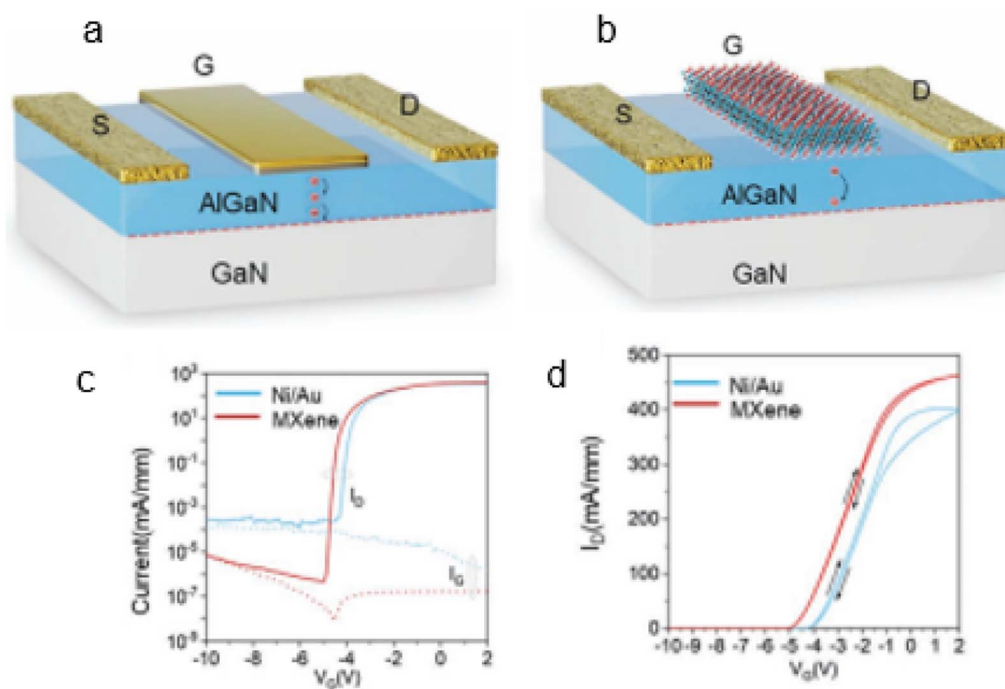 a
G
S
D
AlGaN
GaN
b
G
S
D
AlGaN
GaN
c
Ni/Au
MXene
I_D
I_G
10³
10¹
10⁻¹
10⁻³
10⁻⁵
10⁻⁷
10⁻⁹
Current(mA/mm)
-10 -8 -6 -4 -2 0 2
V_G(V)
d
Ni/Au
MXene
500
400
300
200
100
0
I_D(mA/mm)
-10 -9 -8 -7 -6 -5 -4 -3 -2 -1 0 1 2
V_G(V)